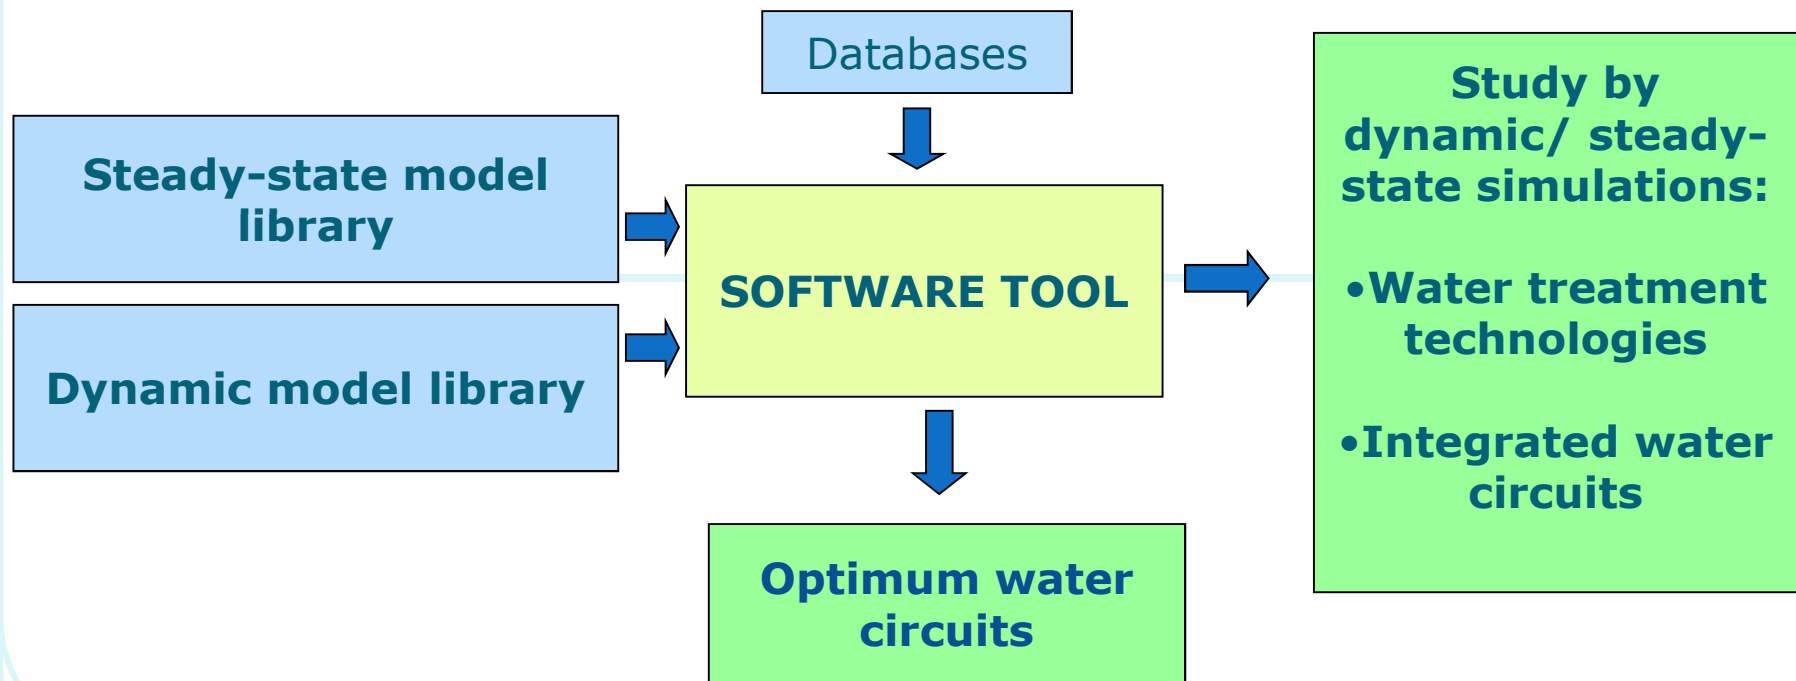 Databases
Steady-state model
library
Dynamic model library
SOFTWARE TOOL
Optimum water
circuits
Study by
dynamic/ steady-
state simulations:
•Water treatment
technologies
•Integrated water
circuits